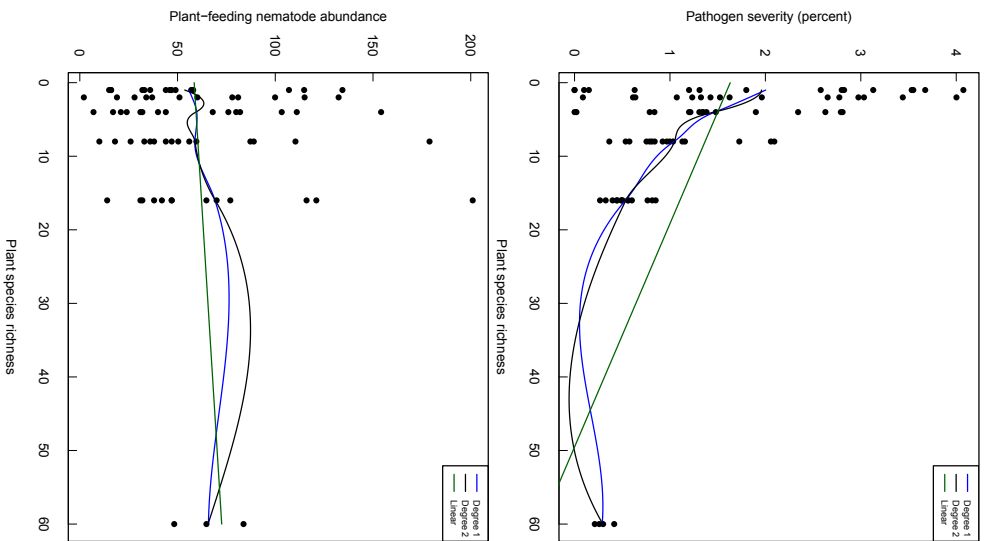 Plant−feeding nematode abundance
0
50
100
150
200
0
10
20
30
40
50
60
Plant species richness
Degree 1
Degree 2
Linear
Pathogen severity (percent)
0
1
2
3
4
0
10
20
30
40
50
60
Plant species richness
Degree 1
Degree 2
Linear